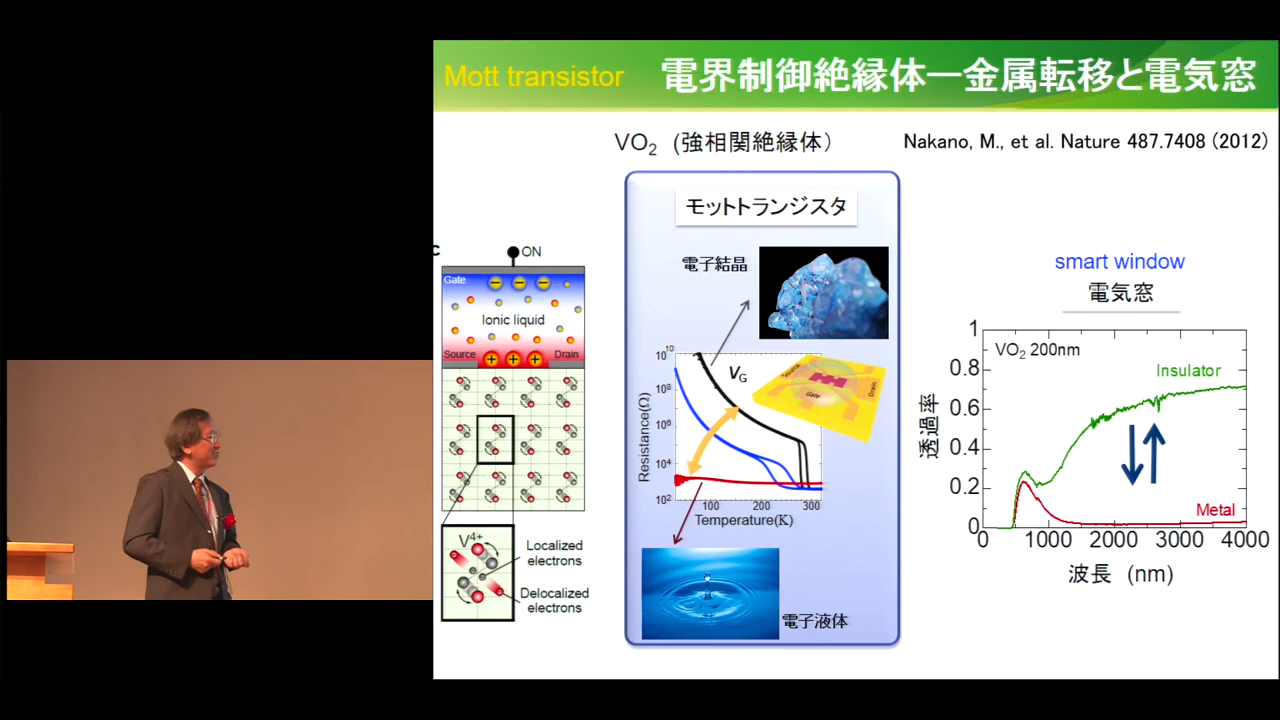 Mott transistor 電界制御絶縁体—金属転移と電気窓
VO2 (強相関絶縁体)
Nakano, M., et al. Nature 487.7408 (2012)
c
ON
Gate
Ionic liquid
Source
Drain
V4+
Localized
electrons
Delocalized
electrons
モットトランジスタ
電子結晶
VG
Source
Drain
Gate
Resistance(Ω)
10^10
10^8
10^6
10^4
10^2
100 200 300
Temperature(K)
電子液体
smart window
電気窓
VO2 200nm
Insulator
Metal
透過率
1
0.8
0.6
0.4
0.2
0
0 1000 2000 3000 4000
波長 (nm)